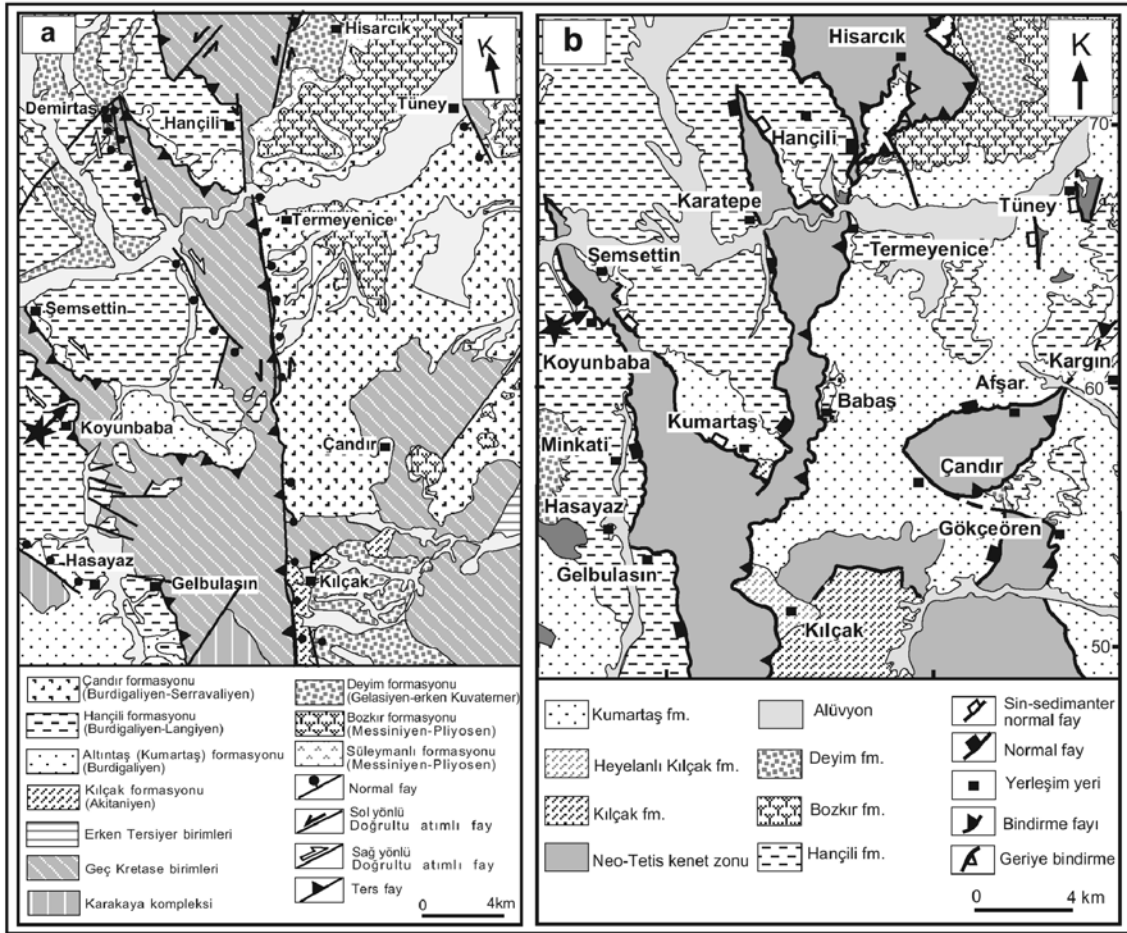 a
K
Hisarcık
Demirtaş
Hançili
Tüney
Termeyenice
Şemsettin
Koyunbaba
Çandır
Hasayaz
Gelbulasın
Kılçak
Çandır formasyonu
(Burdigaliyen-Serravaliyen)
Hançili formasyonu
(Burdigaliyen-Langiyen)
Altıntaş (Kumartaş) formasyonu
(Burdigaliyen)
Kılçak formasyonu
(Akitaniyen)
Erken Tersiyer birimleri
Geç Kretase birimleri
Karakaya kompleksi
Deyim formasyonu
(Gelasiyen-erken Kuvaterner)
Bozkır formasyonu
(Messiniyen-Pliyosen)
Süleymanlı formasyonu
(Messiniyen-Pliyosen)
Normal fay
Sol yönlü
Doğrultu atımlı fay
Sağ yönlü
Doğrultu atımlı fay
Ters fay
0 4km
b
K
Hisarcık
70
Hançili
Karatepe
Tüney
Termeyenice
Şemsettin
Koyunbaba
Kargın
60
Afşar
Babaş
Kumartaş
Minkati
Çandır
Hasayaz
Gökçeören
Gelbulasın
Kılçak
50
Kumartaş fm.
Heyelanlı Kılçak fm.
Kılçak fm.
Neo-Tetis kenet zonu
Alüvyon
Deyim fm.
Bozkır fm.
Hançili fm.
Sin-sedimanter
normal fay
Normal fay
Yerleşim yeri
Bindirme fayı
Geriye bindirme
0 4 km